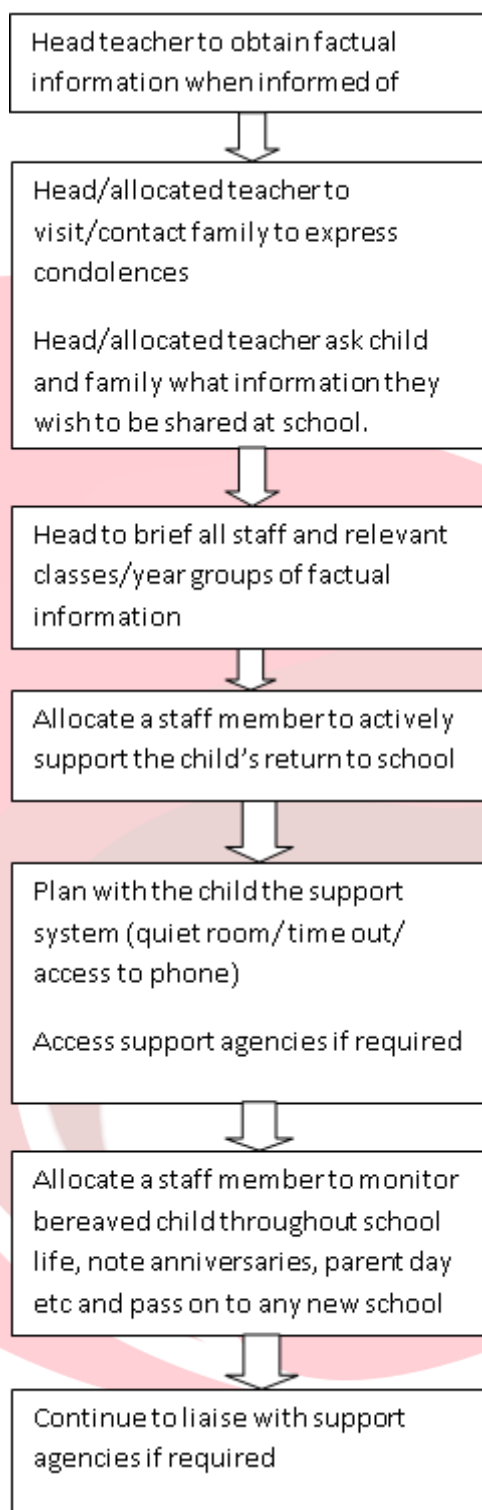 Head teacher to obtain factual
information when informed of
Head/allocated teacher to
visit/contact family to express
condolences
Head/allocated teacher ask child
and family what information they
wish to be shared at school.
Head to brief all staff and relevant
classes/year groups of factual
information
Allocate a staff member to actively
support the child's return to school
Plan with the child the support
system (quiet room/ time out/
access to phone)
Access support agencies if required
Allocate a staff member to monitor
bereaved child throughout school
life, note anniversaries, parent day
etc and pass on to any new school
Continue to liaise with support
agencies if required